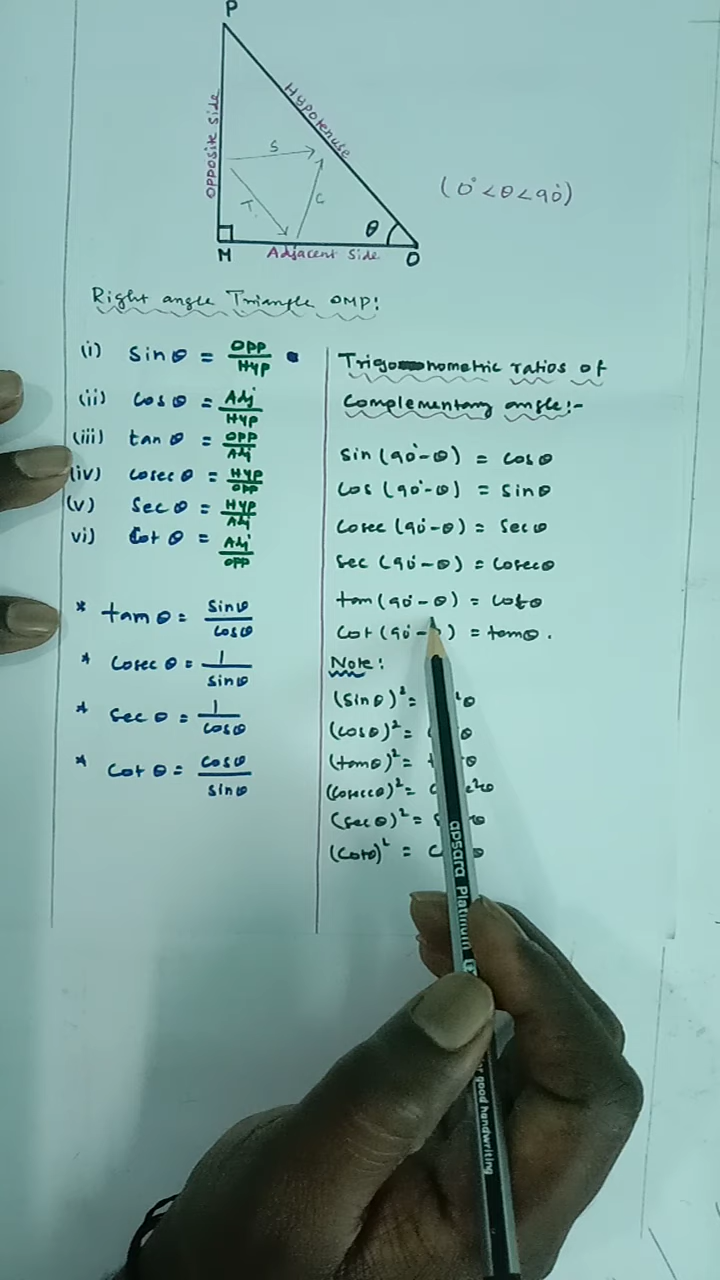 P
Opposite side
Hypotenuse
S
T
C
θ
(0° < θ < 90°)
M
Adjacent side
O
Right angle Triangle OMP:
(i) sinθ = OPP/HYP
(ii) cosθ = Adj/HYP
(iii) tanθ = OPP/Adj
(iv) cosecθ = HYP/OPP
(v) Secθ = HYP/Adj
vi) Cotθ = Adj/OPP
* tanθ = sinθ/cosθ
* Cosecθ = 1/sinθ
* secθ = 1/cosθ
* Cotθ = cosθ/sinθ
Trigonometric ratios of
Complementary angle:-
sin(90°-θ) = cosθ
cos(90°-θ) = sinθ
Cosec(90°-θ) = Secθ
sec(90°-θ) = Cosecθ
tan(90°-θ) = cotθ
Cot(90°- ) = tanθ.
Note:
(sinθ)² = ²θ
(cosθ)² = θ
(tanθ)² = θ
(cosecθ)² = θ
(secθ)² = θ
(cotθ)² = θ
apsara Platinum
for good handwriting